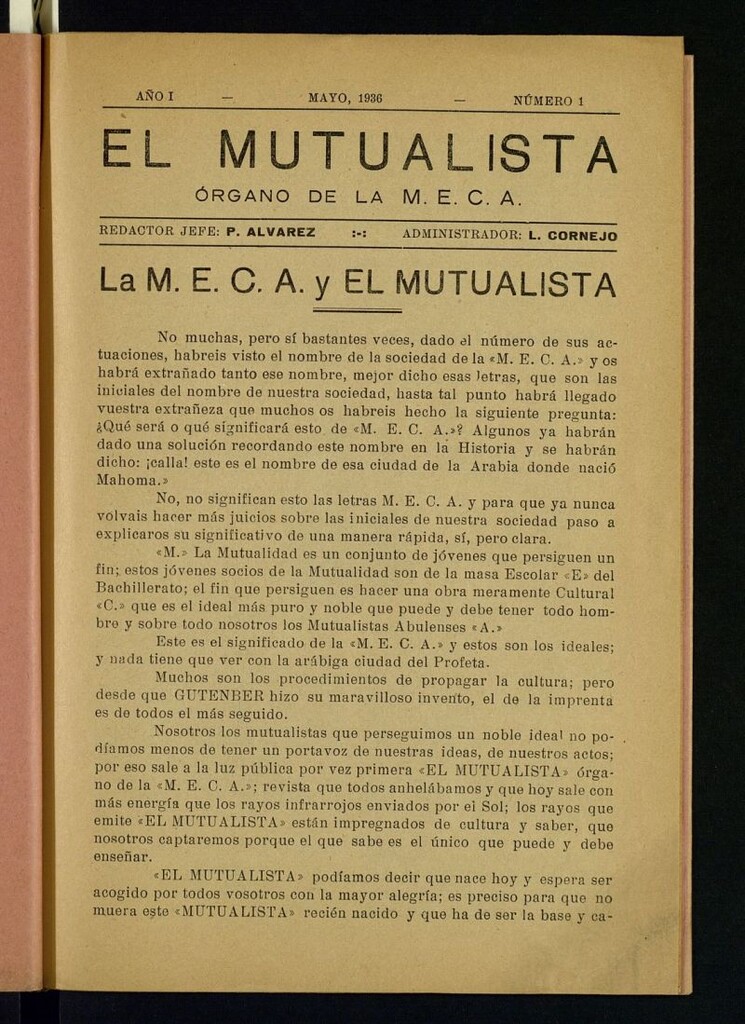 AÑO I — MAYO, 1936 — NÚMERO 1
EL MUTUALISTA
ÓRGANO DE LA M. E. C. A.
REDACTOR JEFE: P. ALVAREZ :-: ADMINISTRADOR: L. CORNEJO
La M. E. C. A. y EL MUTUALISTA
No muchas, pero sí bastantes veces, dado el número de sus ac-
tuaciones, habreis visto el nombre de la sociedad de la «M. E. C. A.» y os
habrá extrañado tanto ese nombre, mejor dicho esas letras, que son las
iniciales del nombre de nuestra sociedad, hasta tal punto habrá llegado
vuestra extrañeza que muchos os habreis hecho la siguiente pregunta:
¿Qué será o qué significará esto de «M. E. C. A.»? Algunos ya habrán
dado una solución recordando este nombre en la Historia y se habrán
dicho: ¡calla! este es el nombre de esa ciudad de la Arabia donde nació
Mahoma.»
No, no significan esto las letras M. E. C. A. y para que ya nunca
volvais hacer más juicios sobre las iniciales de nuestra sociedad paso a
explicaros su significativo de una manera rápida, sí, pero clara.
«M.» La Mutualidad es un conjunto de jóvenes que persiguen un
fin; estos jóvenes socios de la Mutualidad son de la masa Escolar «E» del
Bachillerato; el fin que persiguen es hacer una obra meramente Cultural
«C.» que es el ideal más puro y noble que puede y debe tener todo hom-
bre y sobre todo nosotros los Mutualistas Abulenses «A.»
Este es el significado de la «M. E. C. A.» y estos son los ideales;
y nada tiene que ver con la arábiga ciudad del Profeta.
Muchos son los procedimientos de propagar la cultura; pero
desde que GUTENBER hizo su maravilloso invento, el de la imprenta
es de todos el más seguido.
Nosotros los mutualistas que perseguimos un noble ideal no po-
díamos menos de tener un portavoz de nuestras ideas, de nuestros actos;
por eso sale a la luz pública por vez primera «EL MUTUALISTA» órga-
no de la «M. E. C. A.»; revista que todos anhelábamos y que hoy sale con
más energía que los rayos infrarrojos enviados por el Sol; los rayos que
emite «EL MUTUALISTA» están impregnados de cultura y saber, que
nosotros captaremos porque el que sabe es el único que puede y debe
enseñar.
«EL MUTUALISTA» podíamos decir que nace hoy y espera ser
acogido por todos vosotros con la mayor alegría; es preciso para que no
muera este «MUTUALISTA» recién nacido y que ha de ser la base y ca-